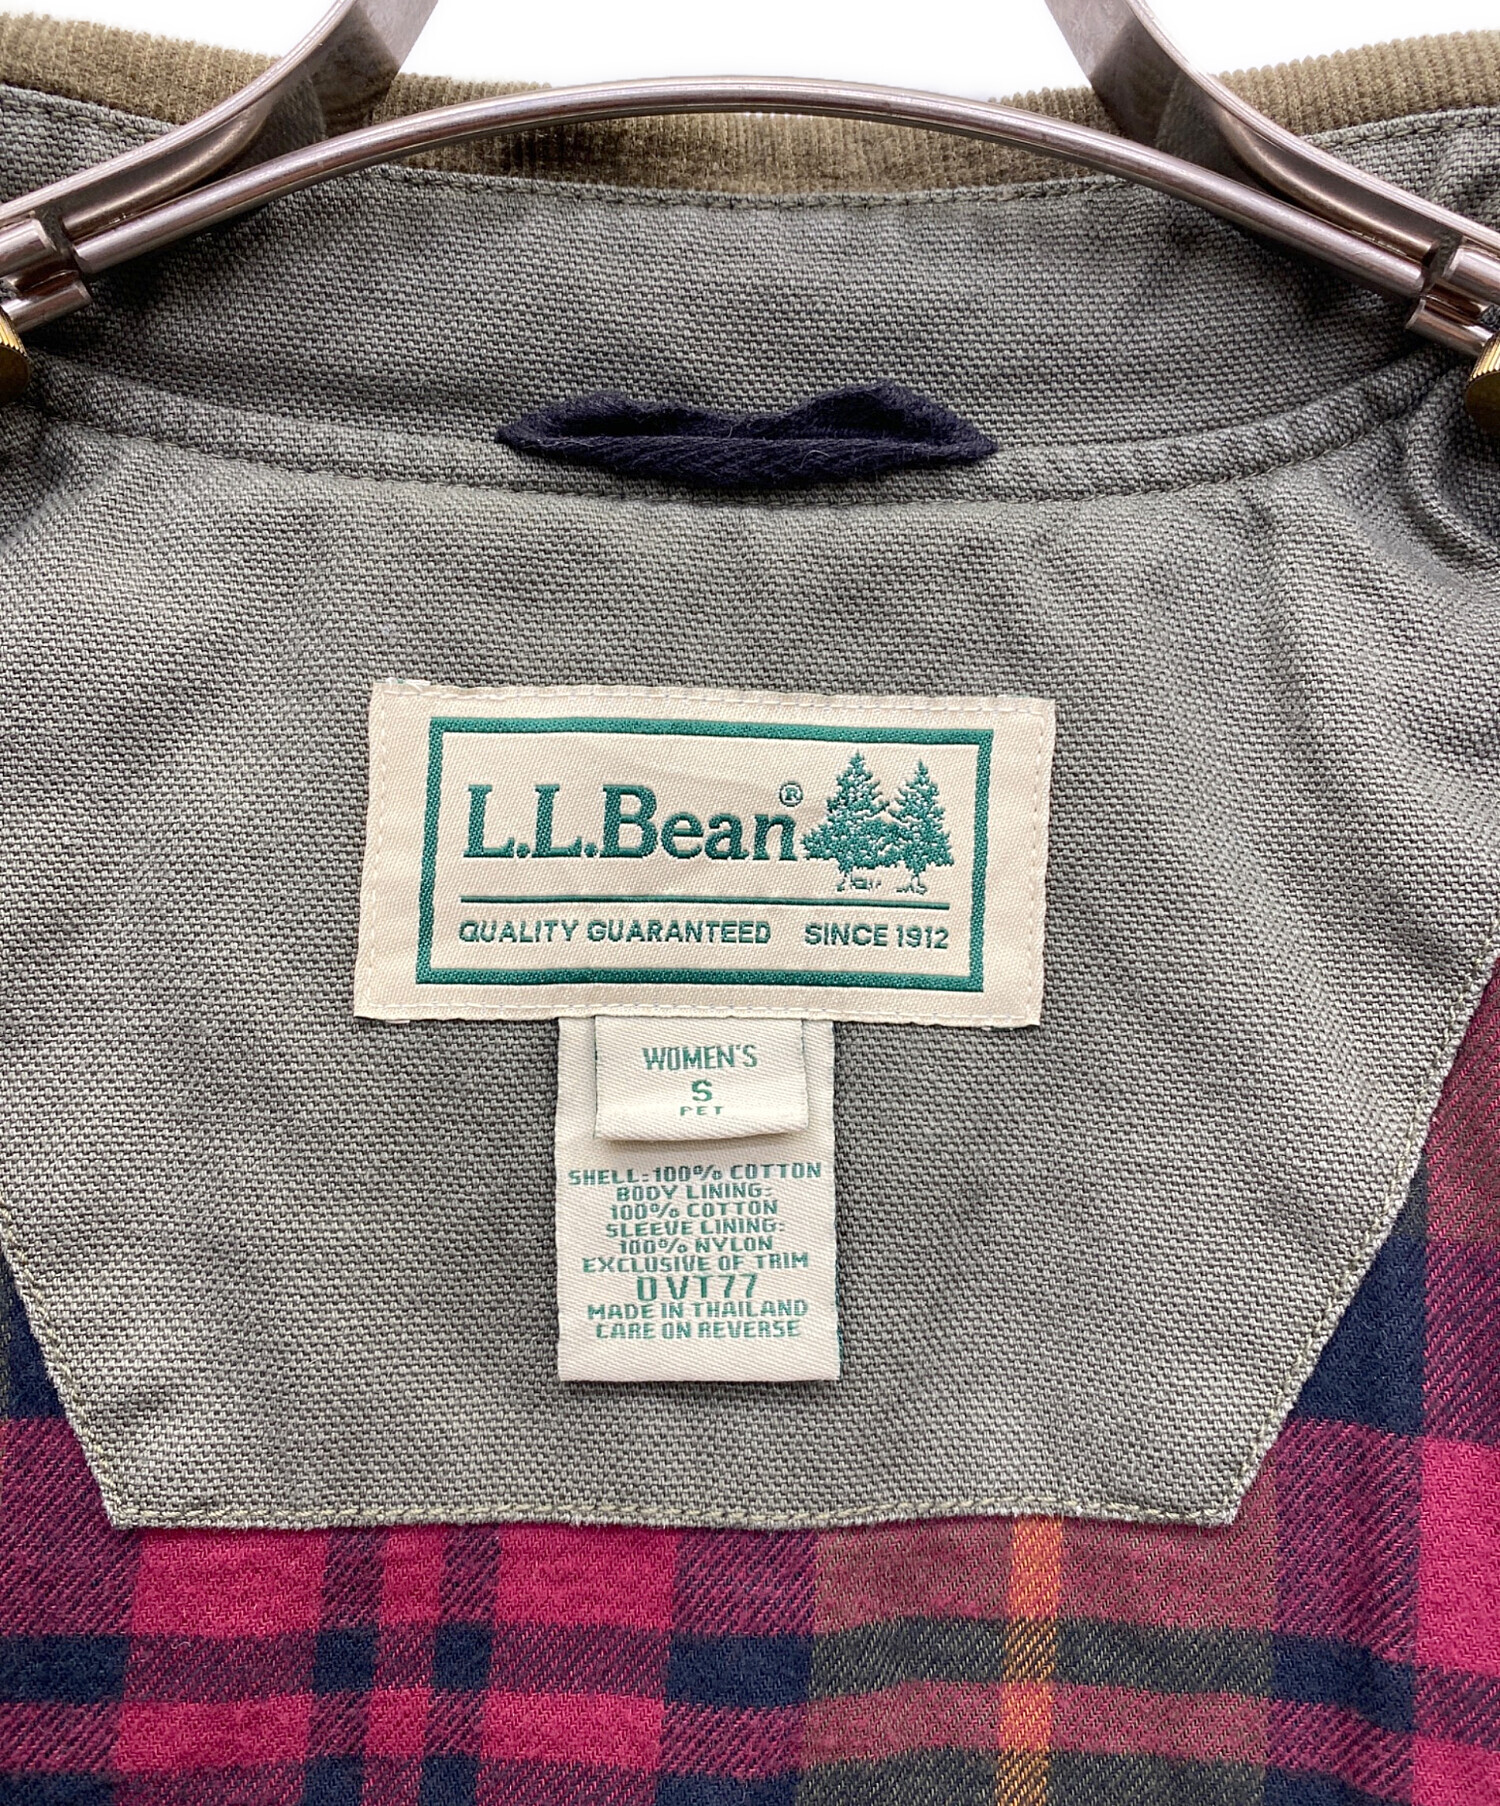 L.L.Bean®
QUALITY GUARANTEED SINCE 1912
WOMEN'S
S
PET
SHELL:100% COTTON
BODY LINING:
100% COTTON
SLEEVE LINING:
100% NYLON
EXCLUSIVE OF TRIM
0VT77
MADE IN THAILAND
CARE ON REVERSE